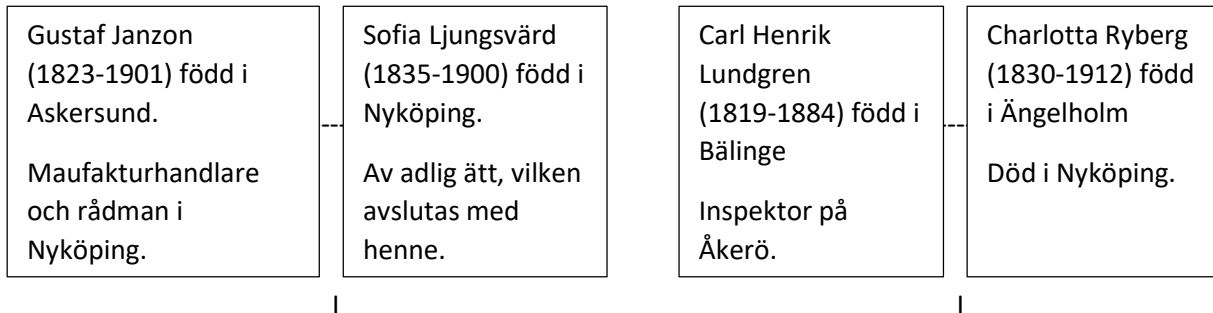 Gustaf Janzon
(1823-1901) född i
Askersund.
Maufakturhandlare
och rådman i
Nyköping.
Sofia Ljungsvärd
(1835-1900) född i
Nyköping.
Av adlig ätt, vilken
avslutas med
henne.
Carl Henrik
Lundgren
(1819-1884) född i
Bälinge
Inspektor på
Åkerö.
Charlotta Ryberg
(1830-1912) född
i Ängelholm
Död i Nyköping.